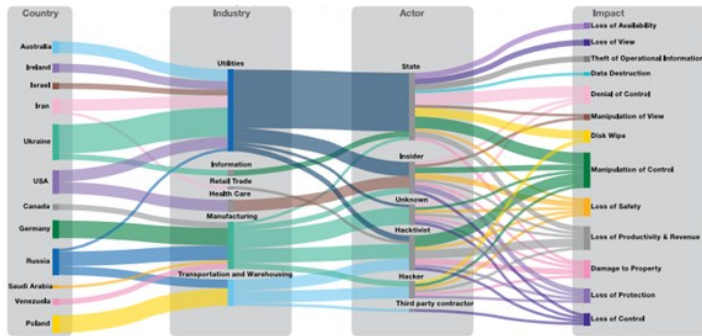 Country
Industry
Actor
Impact
Australia
Ireland
Israel
Iran
Ukraine
USA
Canada
Germany
Russia
Saudi Arabia
Venezuela
Poland
Utilities
Information
Retail Trade
Health Care
Manufacturing
Transportation and Warehousing
State
Insider
Unknown
Hacktivist
Hacker
Third party contractor
Loss of Availability
Loss of View
Theft of Operational Information
Data Destruction
Denial of Control
Manipulation of View
Disk Wipe
Manipulation of Control
Loss of Safety
Loss of Productivity & Revenue
Damage to Property
Loss of Protection
Loss of Control